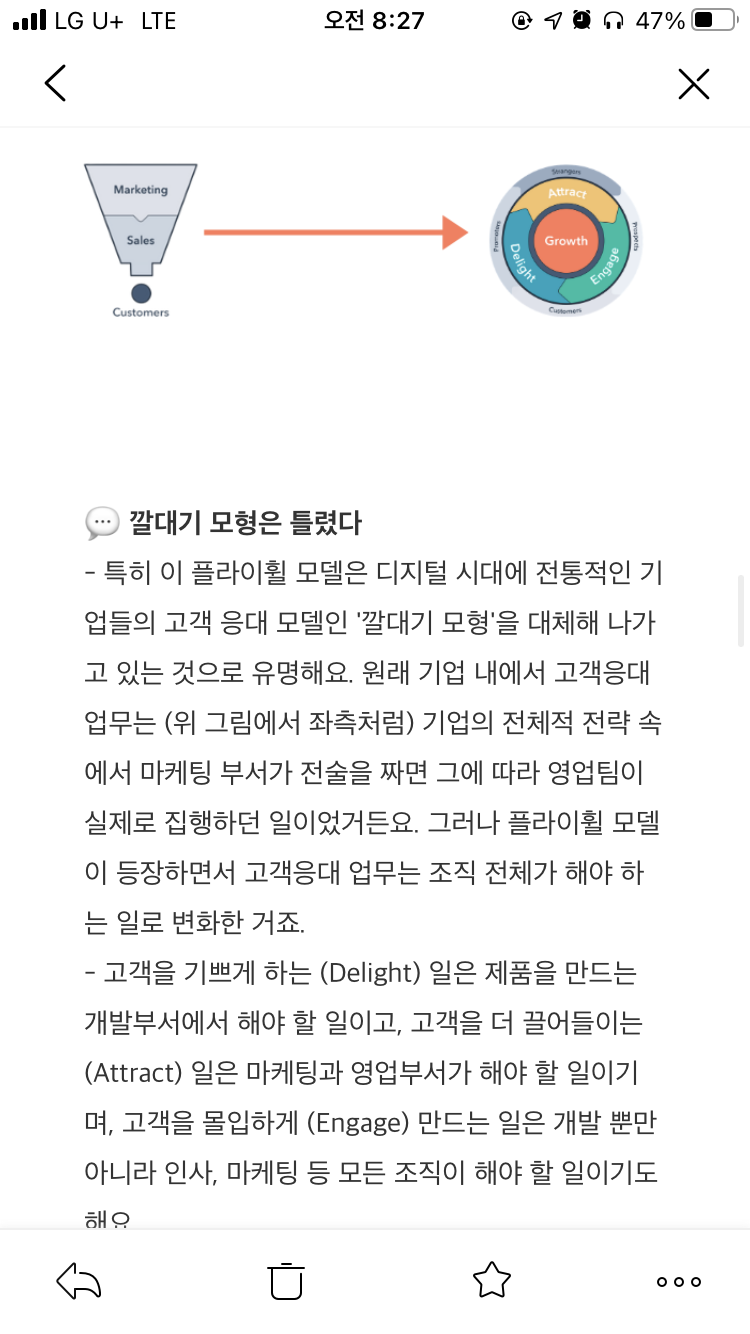 LG U+ LTE 오전 8:27 47%
Marketing
Sales
Customers
Strangers
Attract
Prospects
Engage
Customers
Delight
Promoters
Growth
깔대기 모형은 틀렸다
- 특히 이 플라이휠 모델은 디지털 시대에 전통적인 기
업들의 고객 응대 모델인 '깔대기 모형'을 대체해 나가
고 있는 것으로 유명해요. 원래 기업 내에서 고객응대
업무는 (위 그림에서 좌측처럼) 기업의 전체적 전략 속
에서 마케팅 부서가 전술을 짜면 그에 따라 영업팀이
실제로 집행하던 일이었거든요. 그러나 플라이휠 모델
이 등장하면서 고객응대 업무는 조직 전체가 해야 하
는 일로 변화한 거죠.
- 고객을 기쁘게 하는 (Delight) 일은 제품을 만드는
개발부서에서 해야 할 일이고, 고객을 더 끌어들이는
(Attract) 일은 마케팅과 영업부서가 해야 할 일이기
며, 고객을 몰입하게 (Engage) 만드는 일은 개발 뿐만
아니라 인사, 마케팅 등 모든 조직이 해야 할 일이기도
해요